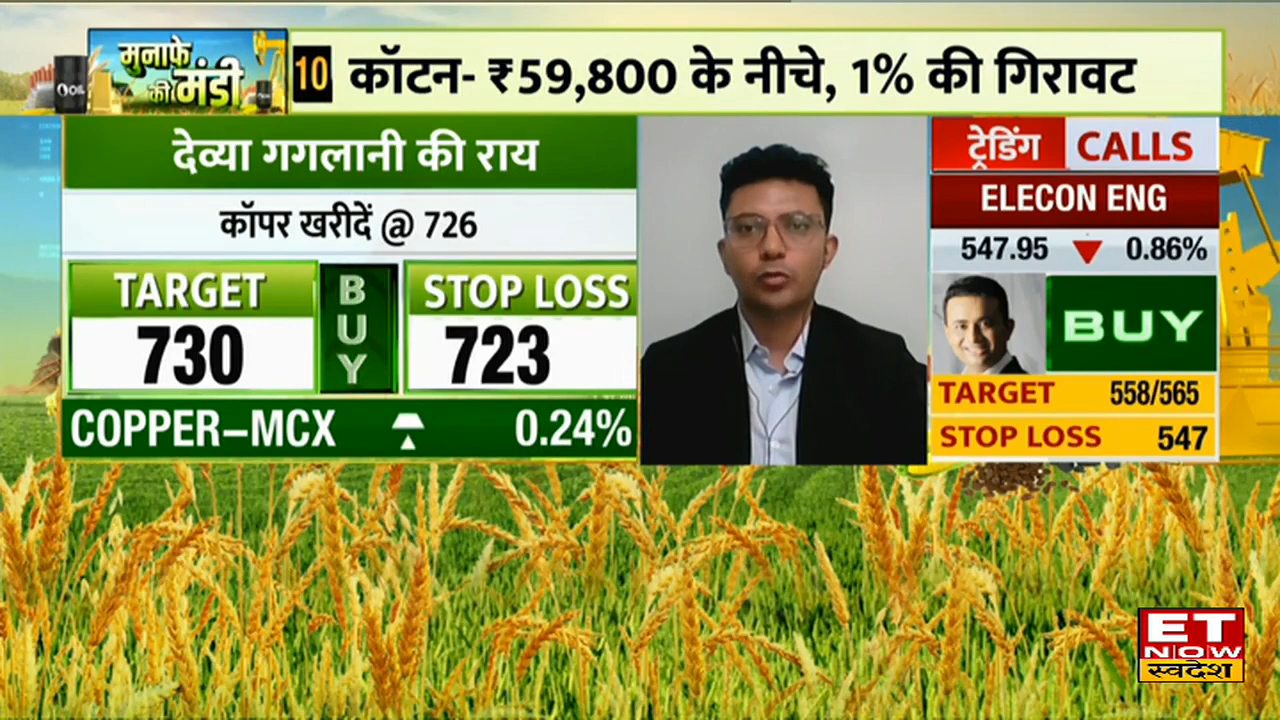 मुनाफे
की मंडी
OIL
10 कॉटन- ₹59,800 के नीचे, 1% की गिरावट
देव्या गगलानी की राय
कॉपर खरीदें @ 726
TARGET
730
BUY
STOP LOSS
723
COPPER–MCX 0.24%
ट्रेडिंग CALLS
ELECON ENG
547.95 0.86%
BUY
TARGET 558/565
STOP LOSS 547
ET
NOW
स्वदेश